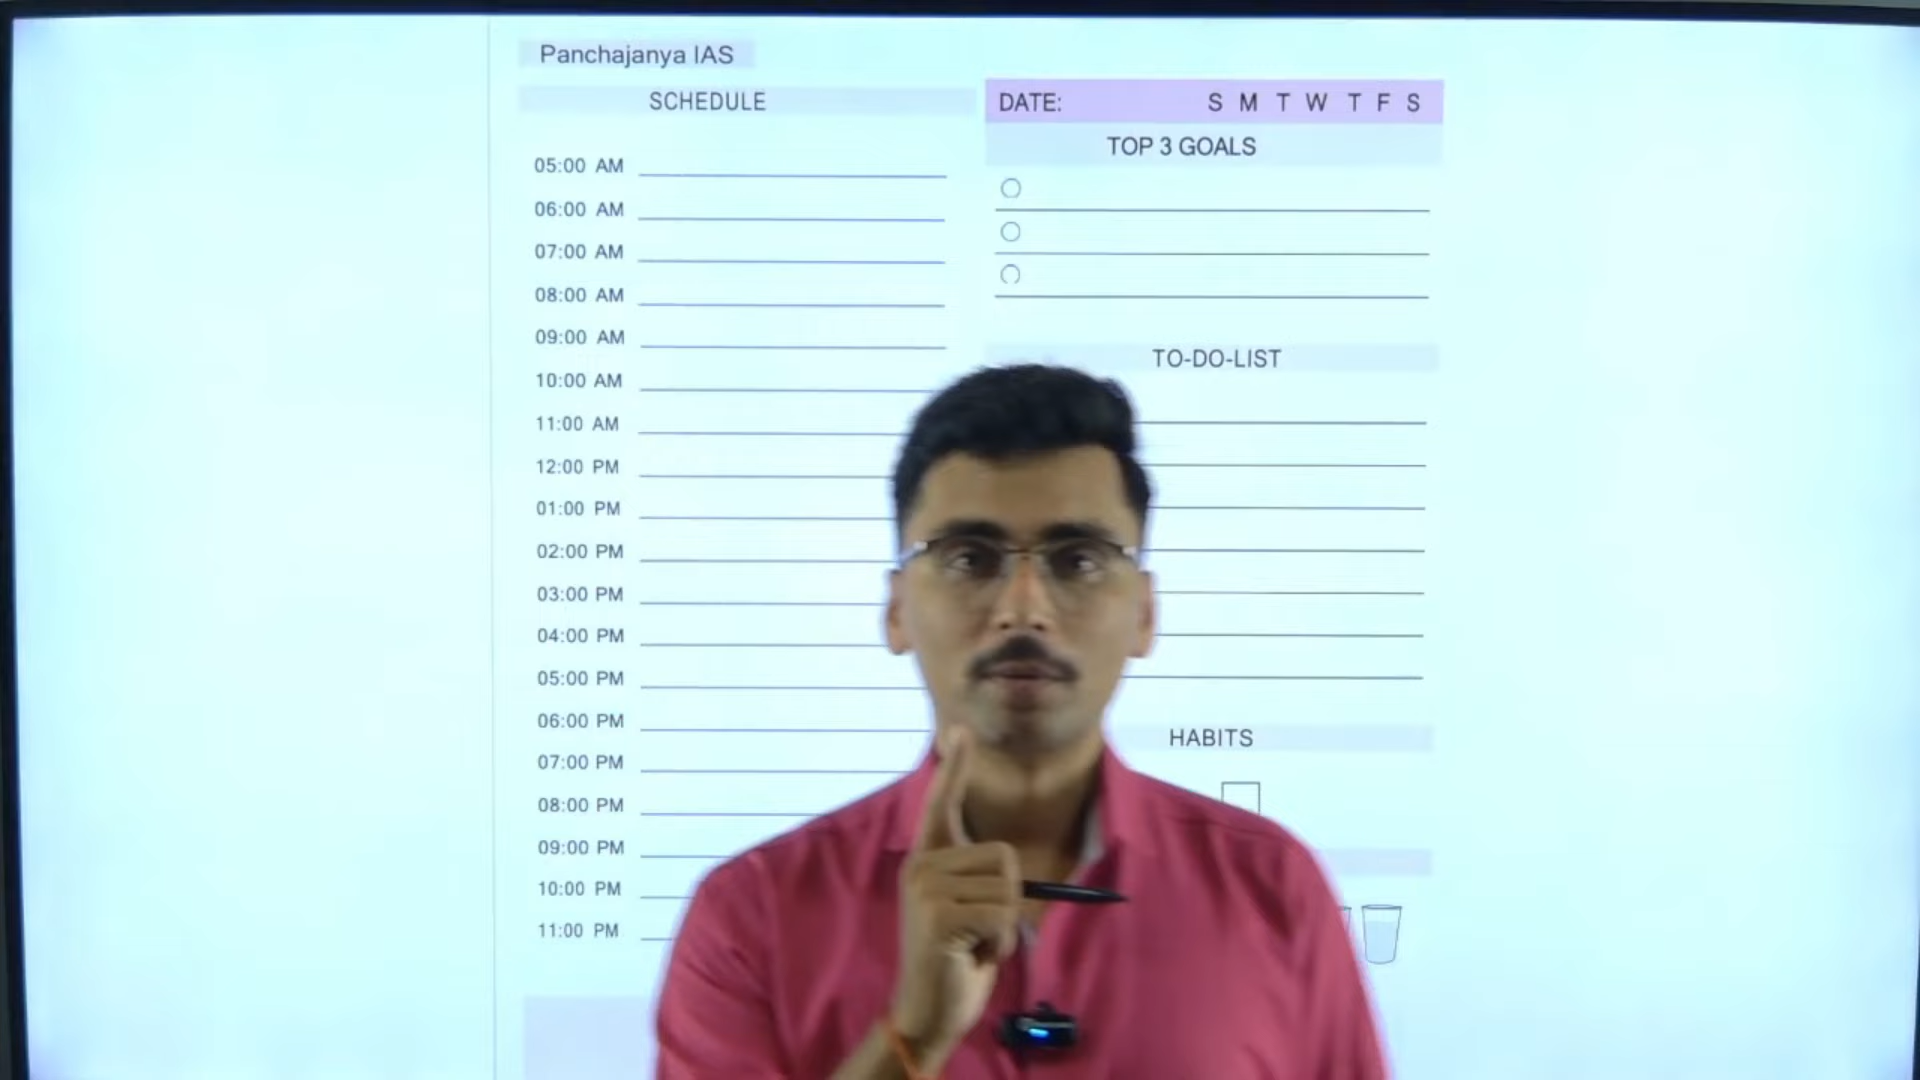 Panchajanya IAS
SCHEDULE
05:00 AM
06:00 AM
07:00 AM
08:00 AM
09:00 AM
10:00 AM
11:00 AM
12:00 PM
01:00 PM
02:00 PM
03:00 PM
04:00 PM
05:00 PM
06:00 PM
07:00 PM
08:00 PM
09:00 PM
10:00 PM
11:00 PM
DATE: S M T W T F S
TOP 3 GOALS
TO-DO-LIST
HABITS